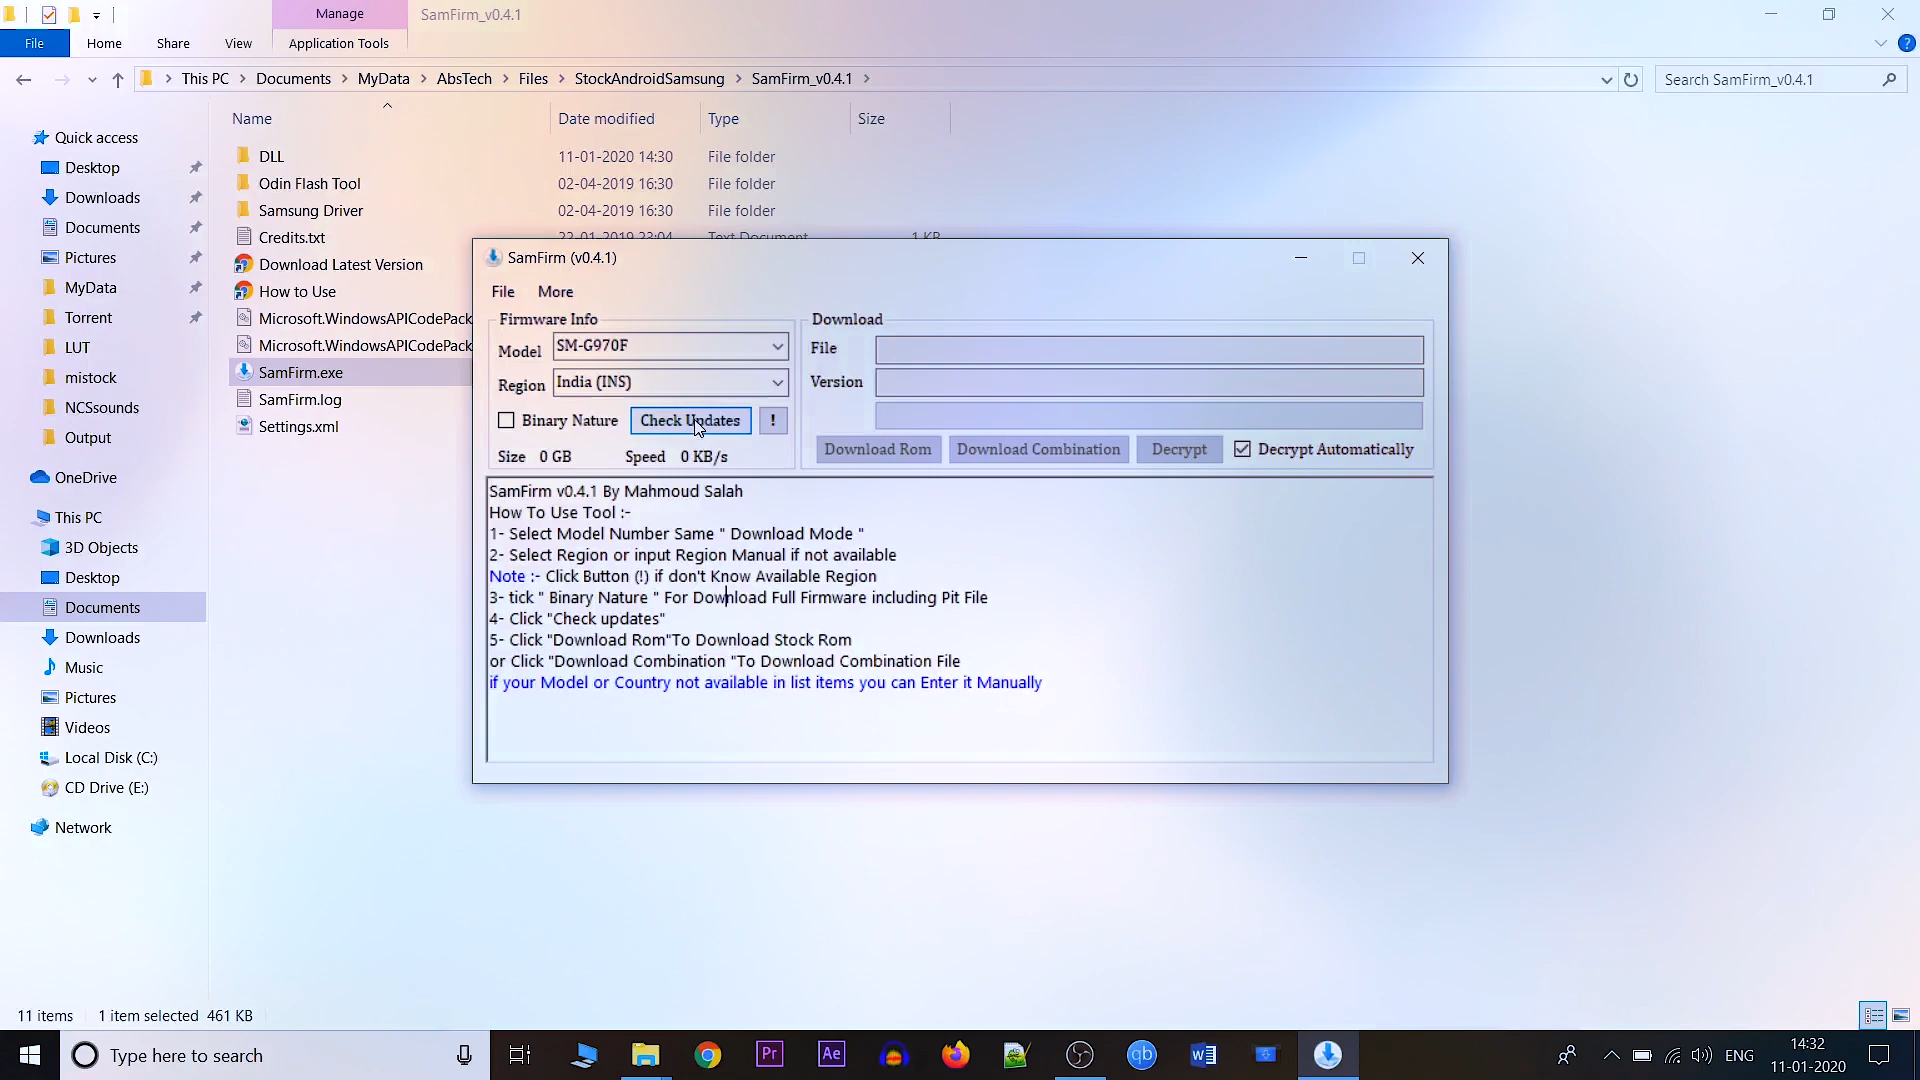 Manage
SamFirm_v0.4.1
File
Home
Share
View
Application Tools
This PC > Documents > MyData > AbsTech > Files > StockAndroidSamsung > SamFirm_v0.4.1 >
Search SamFirm_v0.4.1
Name
Date modified
Type
Size
Quick access
Desktop
Downloads
Documents
Pictures
MyData
Torrent
LUT
mistock
NCSsounds
Output
OneDrive
This PC
3D Objects
Desktop
Documents
Downloads
Music
Pictures
Videos
Local Disk (C:)
CD Drive (E:)
Network
DLL 11-01-2020 14:30 File folder
Odin Flash Tool 02-04-2019 16:30 File folder
Samsung Driver 02-04-2019 16:30 File folder
Credits.txt 22-01-2019 23:04 Text Document 1 KB
Download Latest Version
How to Use
Microsoft.WindowsAPICodePack
Microsoft.WindowsAPICodePack
SamFirm.exe
SamFirm.log
Settings.xml
SamFirm (v0.4.1)
File More
Firmware Info
Model SM-G970F
Region India (INS)
Binary Nature Check Updates !
Size 0 GB Speed 0 KB/s
Download
File
Version
Download Rom Download Combination Decrypt Decrypt Automatically
SamFirm v0.4.1 By Mahmoud Salah
How To Use Tool :-
1- Select Model Number Same " Download Mode "
2- Select Region or input Region Manual if not available
Note :- Click Button (!) if don't Know Available Region
3- tick " Binary Nature " For Download Full Firmware including Pit File
4- Click "Check updates"
5- Click "Download Rom"To Download Stock Rom
or Click "Download Combination "To Download Combination File
if your Model or Country not available in list items you can Enter it Manually
11 items 1 item selected 461 KB
Type here to search
Pr
Ae
qb
W
ENG
14:32
11-01-2020